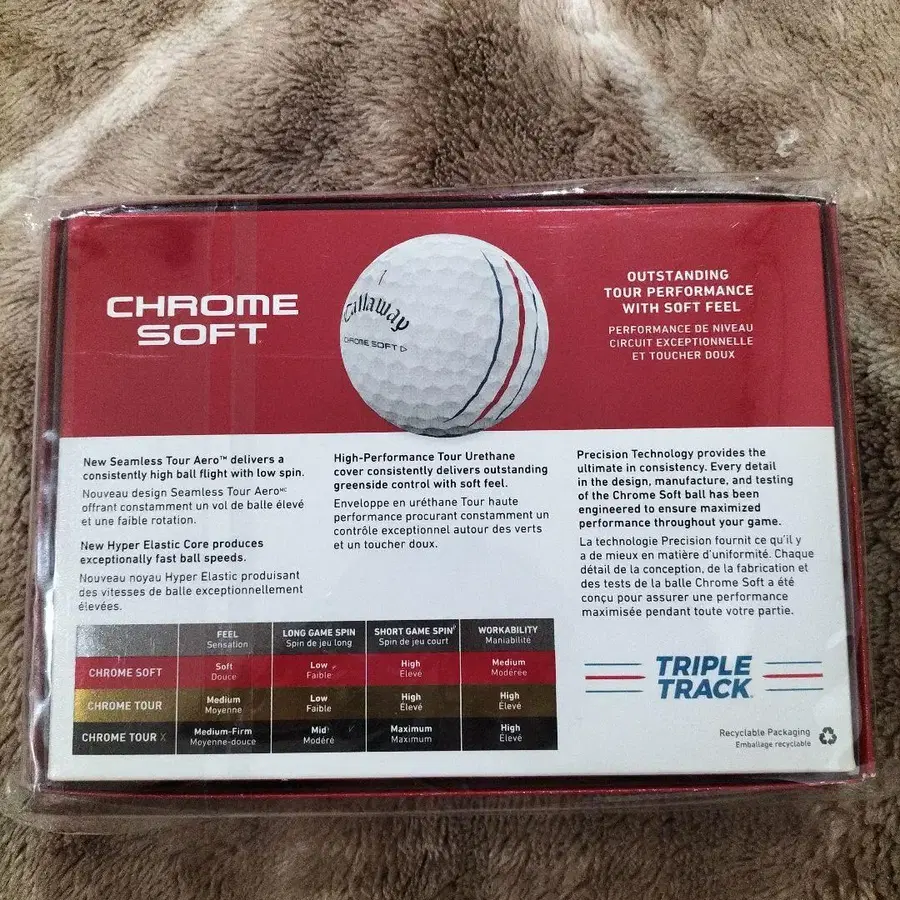 CHROME
SOFT
Callaway
CHROME SOFT
OUTSTANDING
TOUR PERFORMANCE
WITH SOFT FEEL
PERFORMANCE DE NIVEAU
CIRCUIT EXCEPTIONNELLE
ET TOUCHER DOUX
New Seamless Tour Aero™ delivers a
consistently high ball flight with low spin.
Nouveau design Seamless Tour Aero MC
offrant constamment un vol de balle élevé
et une faible rotation.
New Hyper Elastic Core produces
exceptionally fast ball speeds.
Nouveau noyau Hyper Elastic produisant
des vitesses de balle exceptionnellement
élevées.
High-Performance Tour Urethane
cover consistently delivers outstanding
greenside control with soft feel.
Enveloppe en uréthane Tour haute
performance procurant constamment un
contrôle exceptionnel autour des verts
et un toucher doux.
Precision Technology provides the
ultimate in consistency. Every detail
in the design, manufacture, and testing
of the Chrome Soft ball has been
engineered to ensure maximized
performance throughout your game.
La technologie Precision fournit ce qu'il y
a de mieux en matière d'uniformité. Chaque
détail de la conception, de la fabrication et
des tests de la balle Chrome Soft a été
conçu pour assurer une performance
maximisée pendant toute votre partie.
FEEL LONG GAME SPIN SHORT GAME SPIN WORKABILITY
Sensation Spin de jeu long Spin de jeu court Maniabilité
CHROME SOFT Soft Low High Medium
Douce Faible Élevé Modérée
CHROME TOUR Medium Low High High
Moyenne Faible Élevé Élevé
CHROME TOUR X Medium-Firm Mid Maximum High
Moyenne-douce Modéré Maximum Élevé
TRIPLE
TRACK
Recyclable Packaging
Emballage recyclable